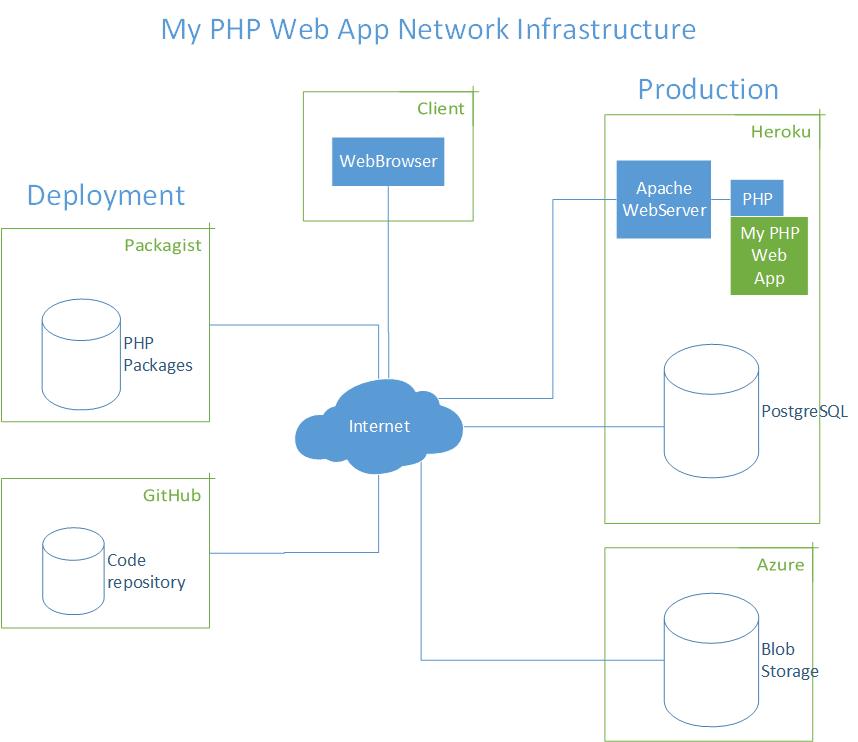 My PHP Web App Network Infrastructure
Client
WebBrowser
Production
Heroku
Apache
WebServer
PHP
My PHP
Web
App
PostgreSQL
Deployment
Packagist
PHP
Packages
Internet
GitHub
Code
repository
Azure
Blob
Storage